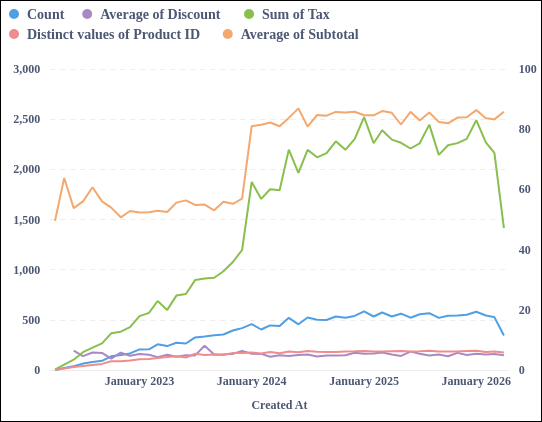 Count Average of Discount Sum of Tax
Distinct values of Product ID Average of Subtotal
3,000 100
2,500 80
2,000
60
1,500
40
1,000
20
500
0 0
January 2023 January 2024 January 2025 January 2026
Created At